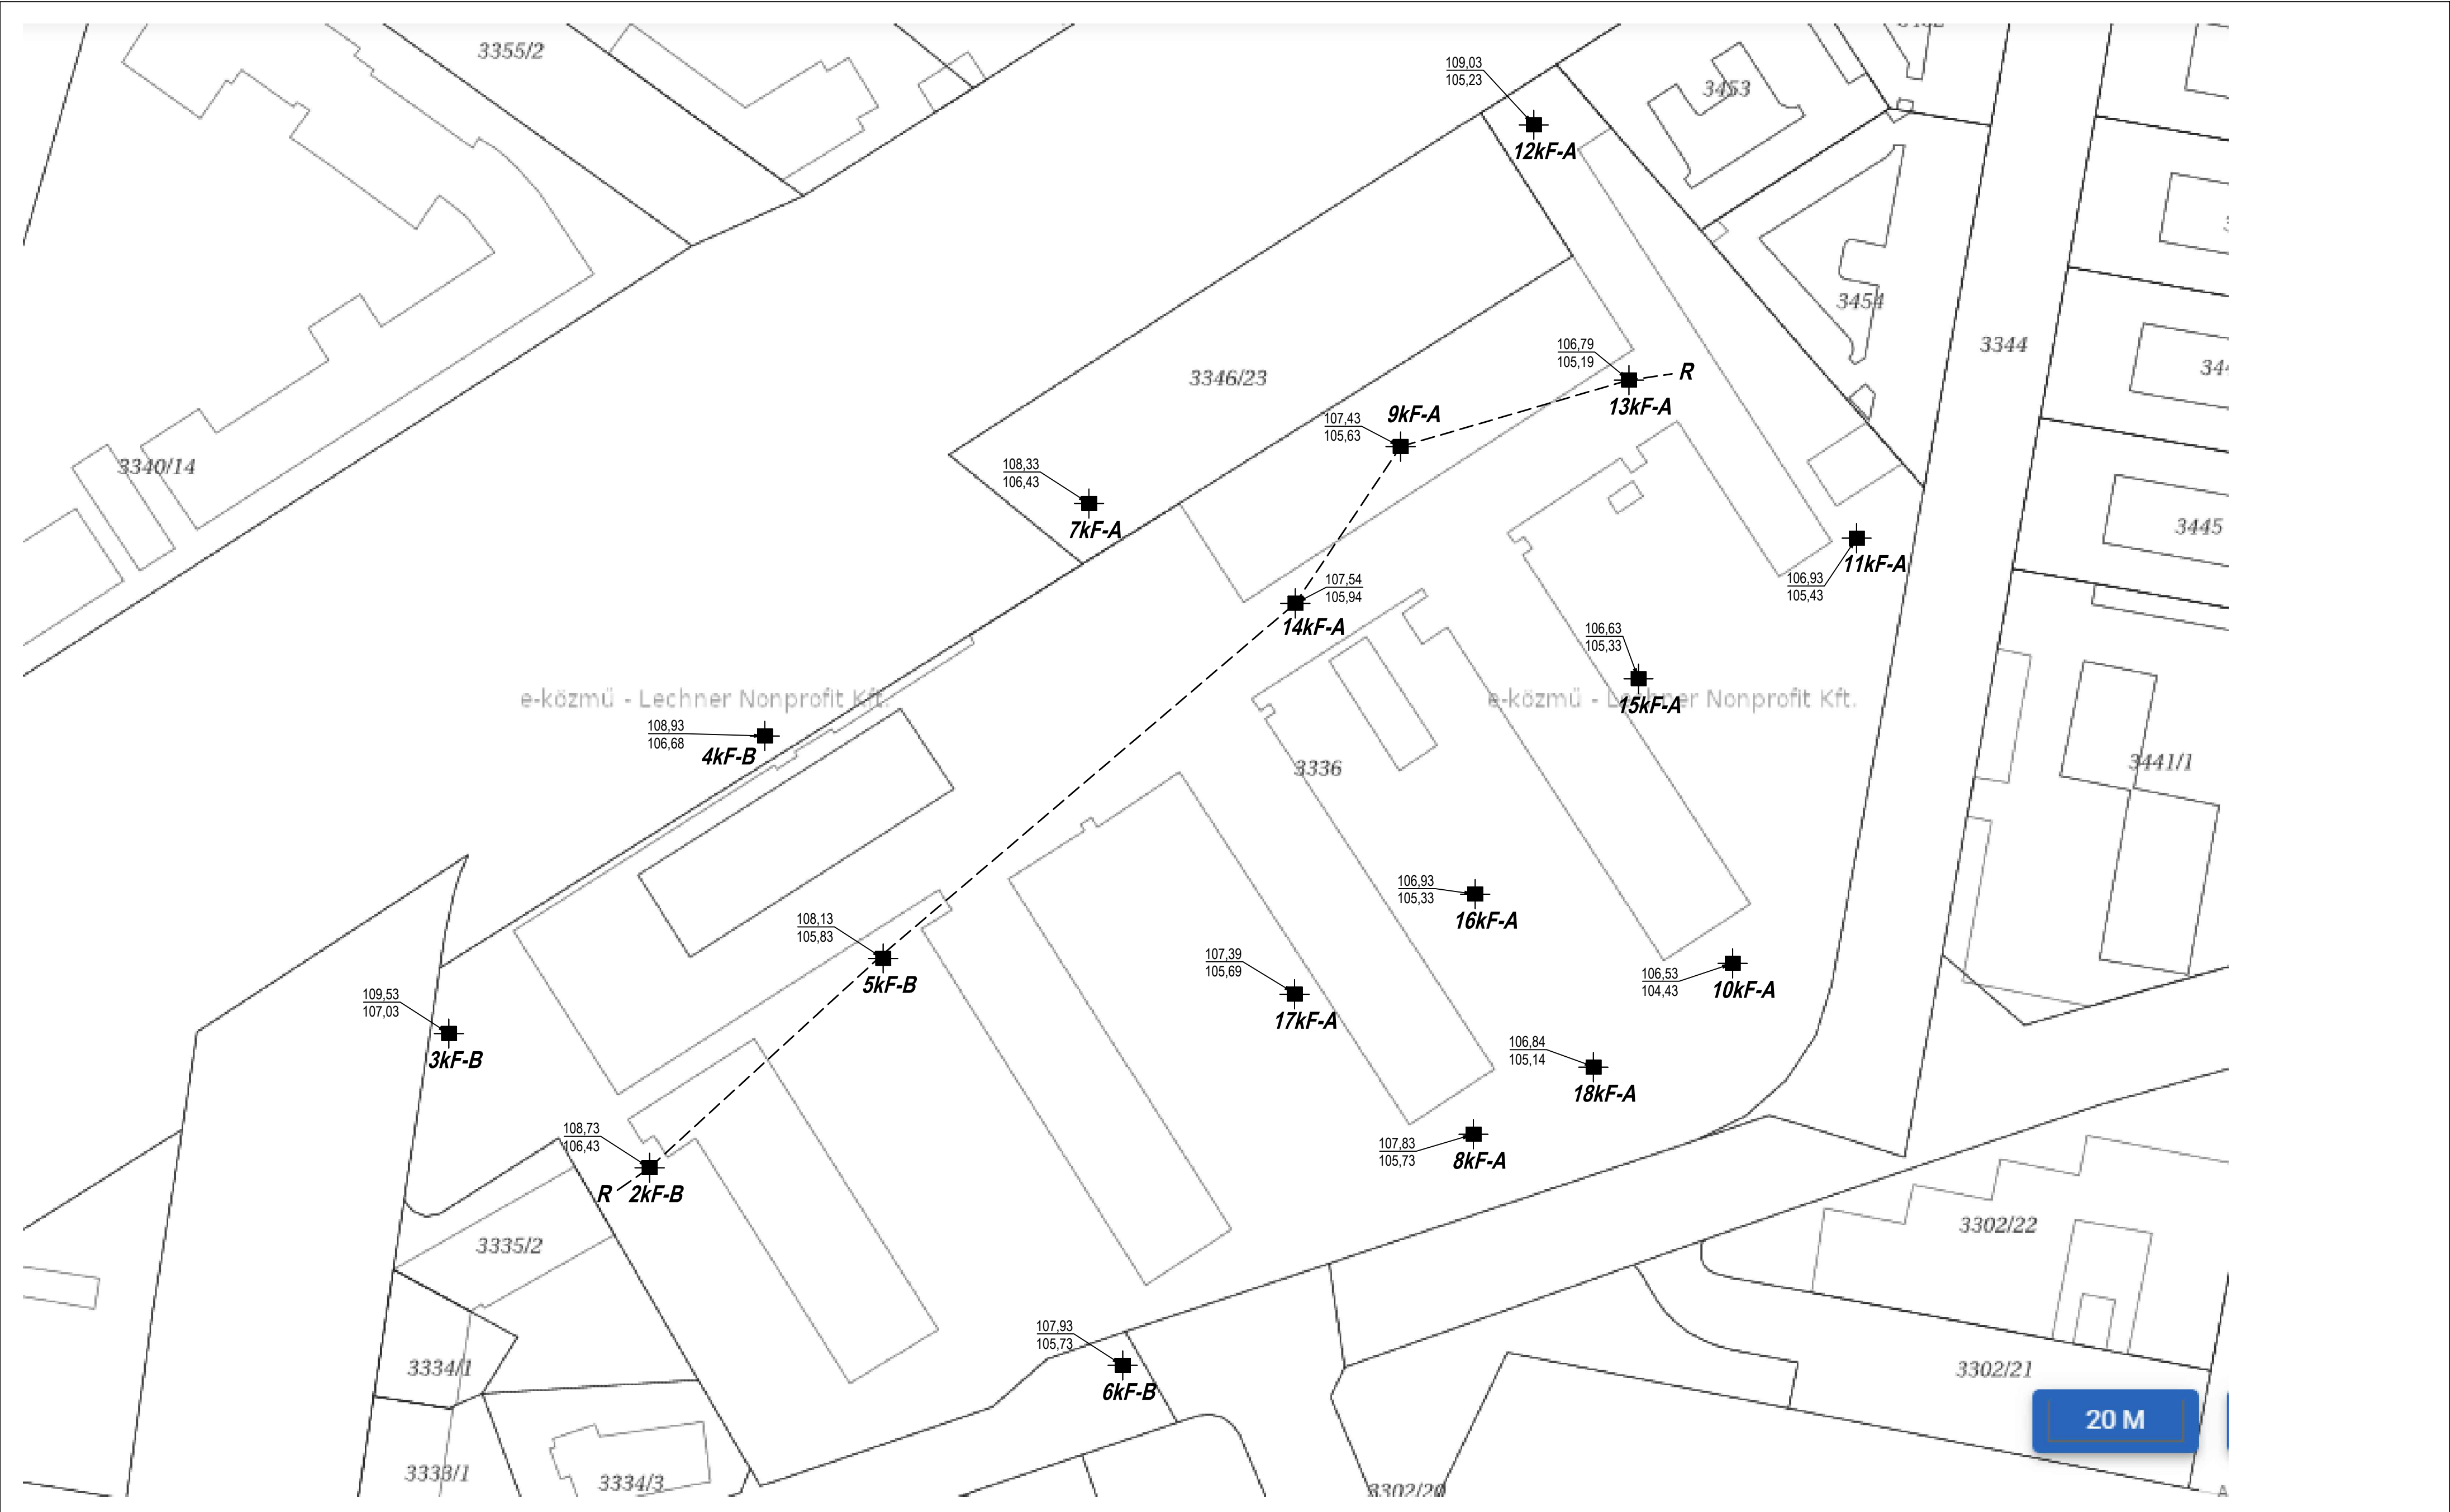 3355/2
109,03
105,23
12kF-A
3453
3454
3344
3346/23
106,79
105,19
R
13kF-A
9kF-A
107,43
105,63
108,33
106,43
7kF-A
3340/14
3445
11kF-A
106,93
105,43
107,54
105,94
14kF-A
106,63
105,33
15kF-A
e-közmű - Lechner Nonprofit Kft.
e-közmű - Lechner Nonprofit Kft.
108,93
106,68
4kF-B
3336
3441/1
106,93
105,33
16kF-A
108,13
105,83
5kF-B
107,39
105,69
17kF-A
106,53
104,43
10kF-A
109,53
107,03
3kF-B
106,84
105,14
18kF-A
108,73
106,43
R
2kF-B
107,83
105,73
8kF-A
3302/22
3335/2
107,93
105,73
6kF-B
3334/1
3302/21
20 M
3333/1
3334/3
3302/20